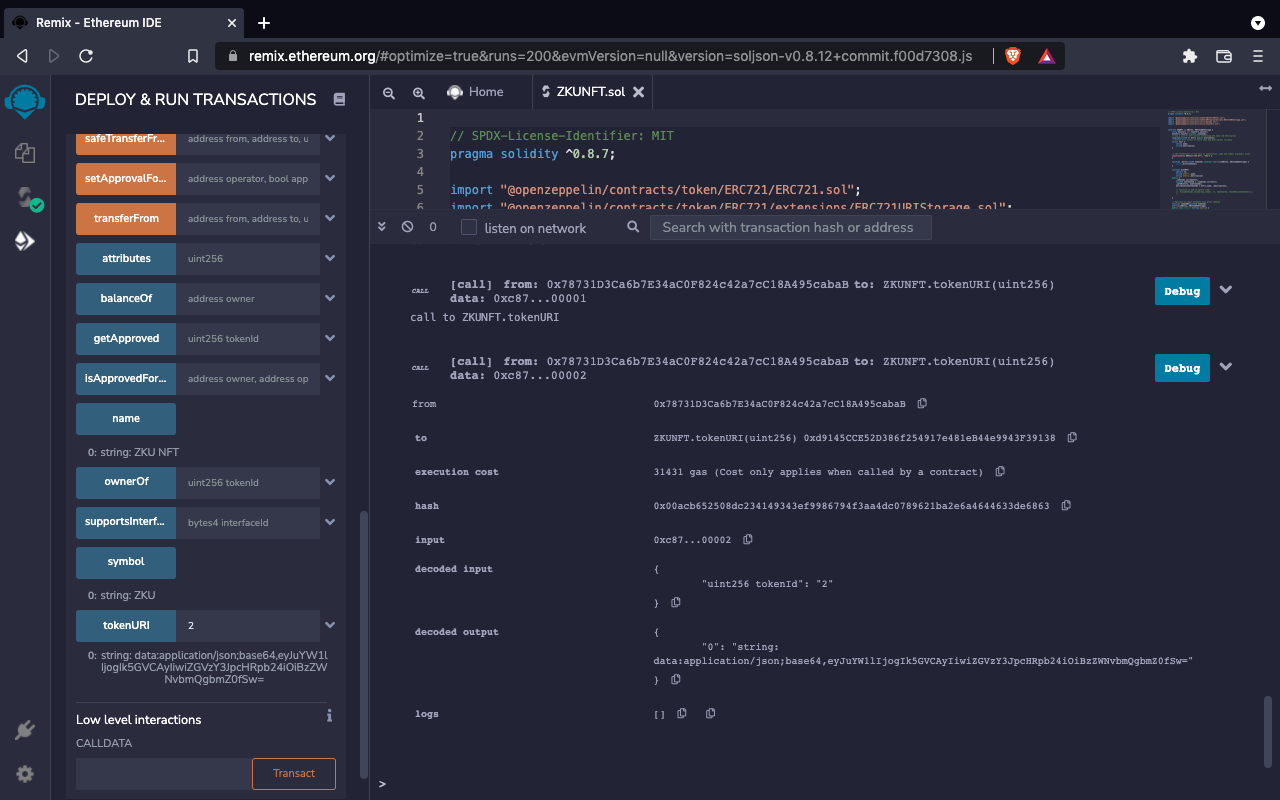 Remix - Ethereum IDE
remix.ethereum.org/#optimize=true&runs=200&evmVersion=null&version=soljson-v0.8.12+commit.f00d7308.js
DEPLOY & RUN TRANSACTIONS
safeTransferFr... address from, address to, u
setApprovalFo... address operator, bool app
transferFrom address from, address to, u
attributes uint256
balanceOf address owner
getApproved uint256 tokenId
isApprovedFor... address owner, address op
name
0: string: ZKU NFT
ownerOf uint256 tokenId
supportsInterf... bytes4 interfaceId
symbol
0: string: ZKU
tokenURI 2
0: string: data:application/json;base64,eyJuYW1l
IjogIk5GVCAyIiwiZGVzY3JpcHRpb24iOiBzZW
NvbmQgbmZ0fSw=
Low level interactions
CALLDATA
Transact
Home
ZKUNFT.sol
1
2 // SPDX-License-Identifier: MIT
3 pragma solidity ^0.8.7;
4
5 import "@openzeppelin/contracts/token/ERC721/ERC721.sol";
6 import "@openzeppelin/contracts/token/ERC721/extensions/ERC721URIStorage.sol";
0 listen on network Search with transaction hash or address
CALL [call] from: 0x78731D3Ca6b7E34aC0F824c42a7cC18A495cabaB to: ZKUNFT.tokenURI(uint256)
data: 0xc87...00001
Debug
call to ZKUNFT.tokenURI
CALL [call] from: 0x78731D3Ca6b7E34aC0F824c42a7cC18A495cabaB to: ZKUNFT.tokenURI(uint256)
data: 0xc87...00002
Debug
from 0x78731D3Ca6b7E34aC0F824c42a7cC18A495cabaB
to ZKUNFT.tokenURI(uint256) 0xd9145CCE52D386f254917e481eB44e9943F39138
execution cost 31431 gas (Cost only applies when called by a contract)
hash 0x00acb652508dc234149343ef9986794f3aa4dc0789621ba2e6a4644633de6863
input 0xc87...00002
decoded input {
"uint256 tokenId": "2"
}
decoded output {
"0": "string:
data:application/json;base64,eyJuYW1lIjogIk5GVCAyIiwiZGVzY3JpcHRpb24iOiBzZWNvbmQgbmZ0fSw="
}
logs []
>